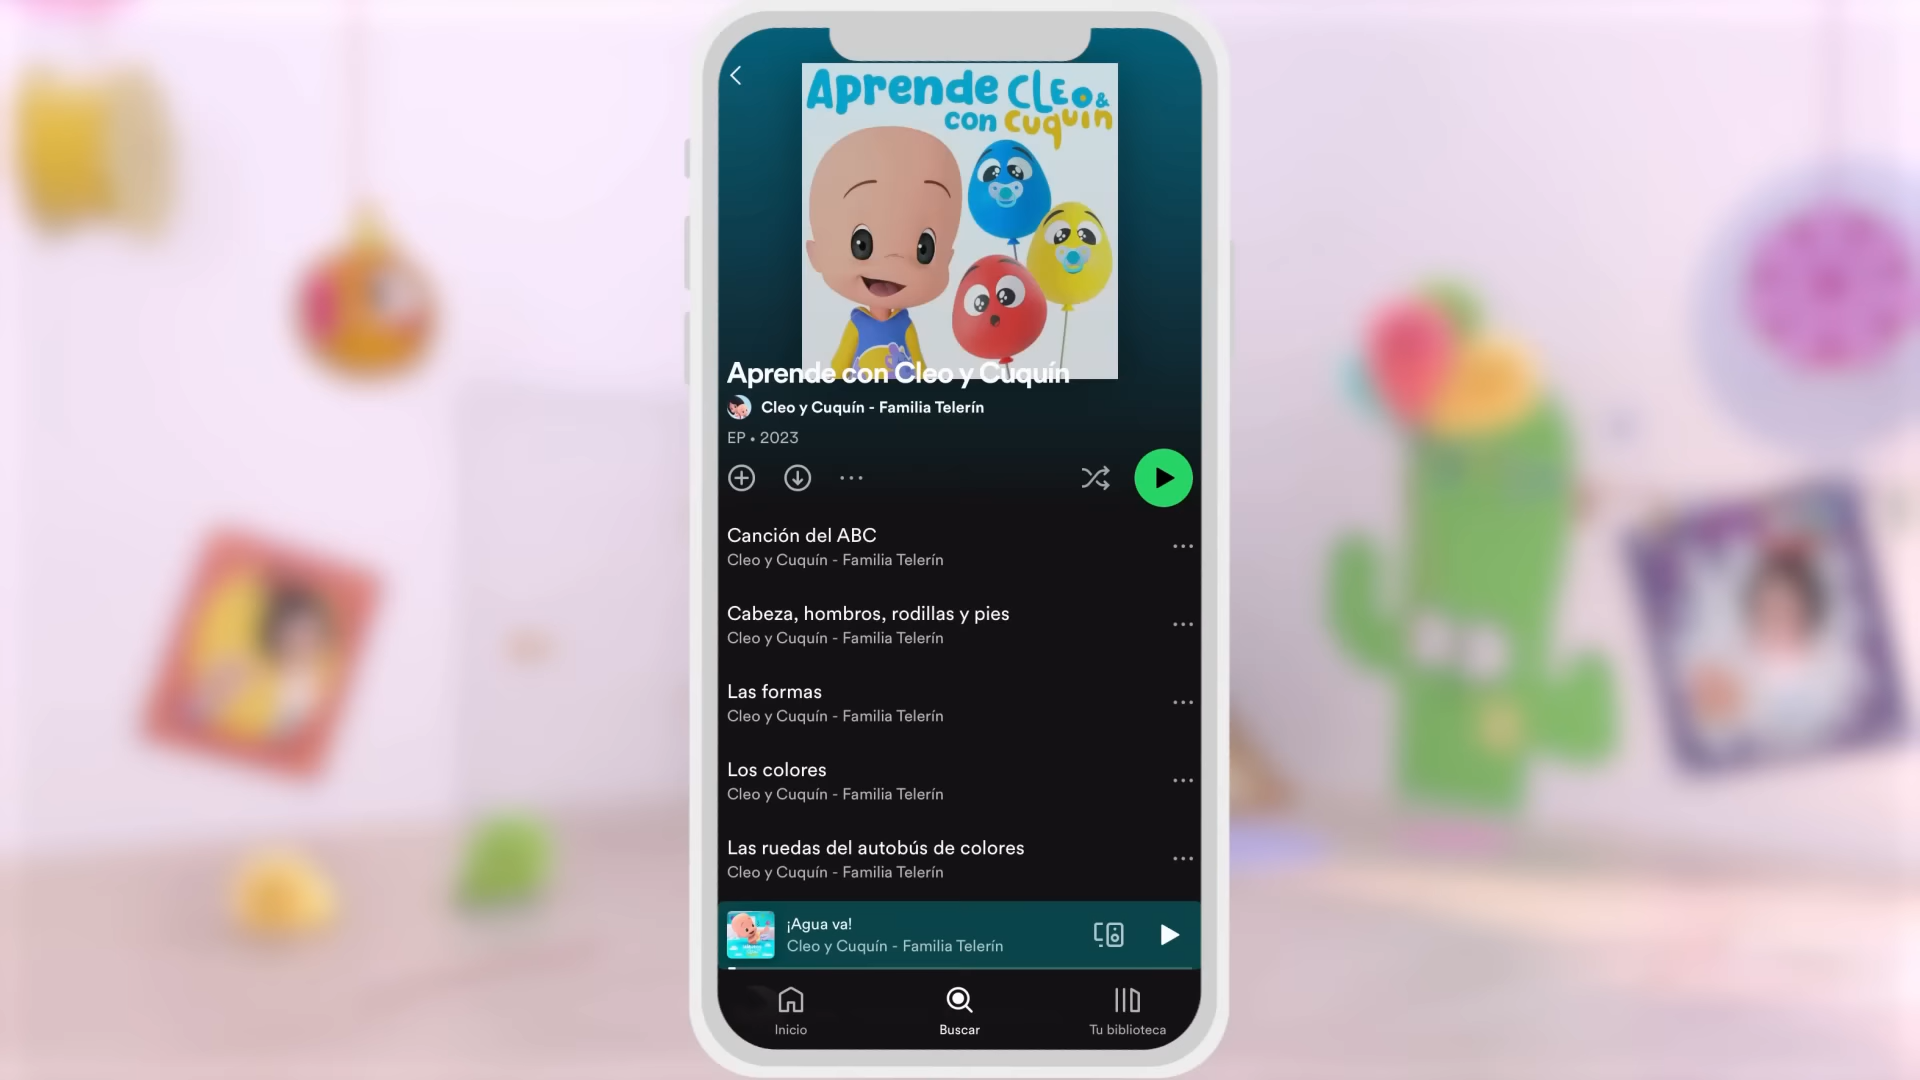 Aprende CLEO &
con Cuquín
Aprende con Cleo y Cuquín
Cleo y Cuquín - Familia Telerín
EP • 2023
Canción del ABC
Cleo y Cuquín - Familia Telerín
Cabeza, hombros, rodillas y pies
Cleo y Cuquín - Familia Telerín
Las formas
Cleo y Cuquín - Familia Telerín
Los colores
Cleo y Cuquín - Familia Telerín
Las ruedas del autobús de colores
Cleo y Cuquín - Familia Telerín
¡Agua va!
Cleo y Cuquín - Familia Telerín
Inicio
Buscar
Tu biblioteca